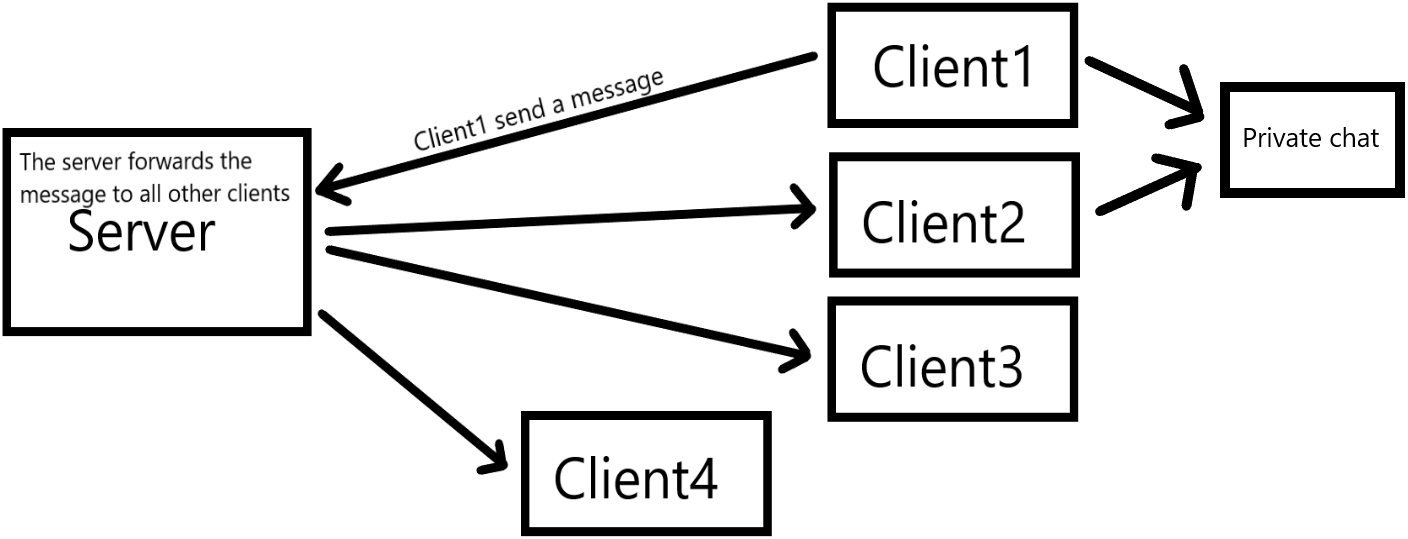 Client1
Client1 send a message
Private chat
The server forwards the
message to all other clients
Server
Client2
Client3
Client4